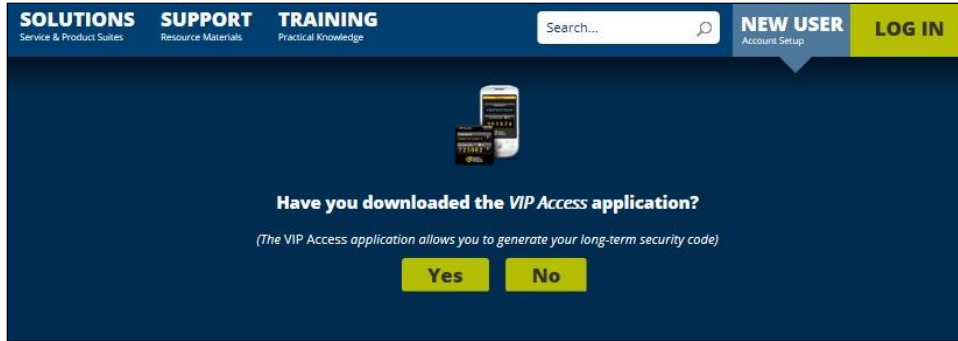 SOLUTIONS
Service & Product Suites
SUPPORT
Resource Materials
TRAINING
Practical Knowledge
Search...
NEW USER
Account Setup
LOG IN
Have you downloaded the VIP Access application?
(The VIP Access application allows you to generate your long-term security code)
Yes
No